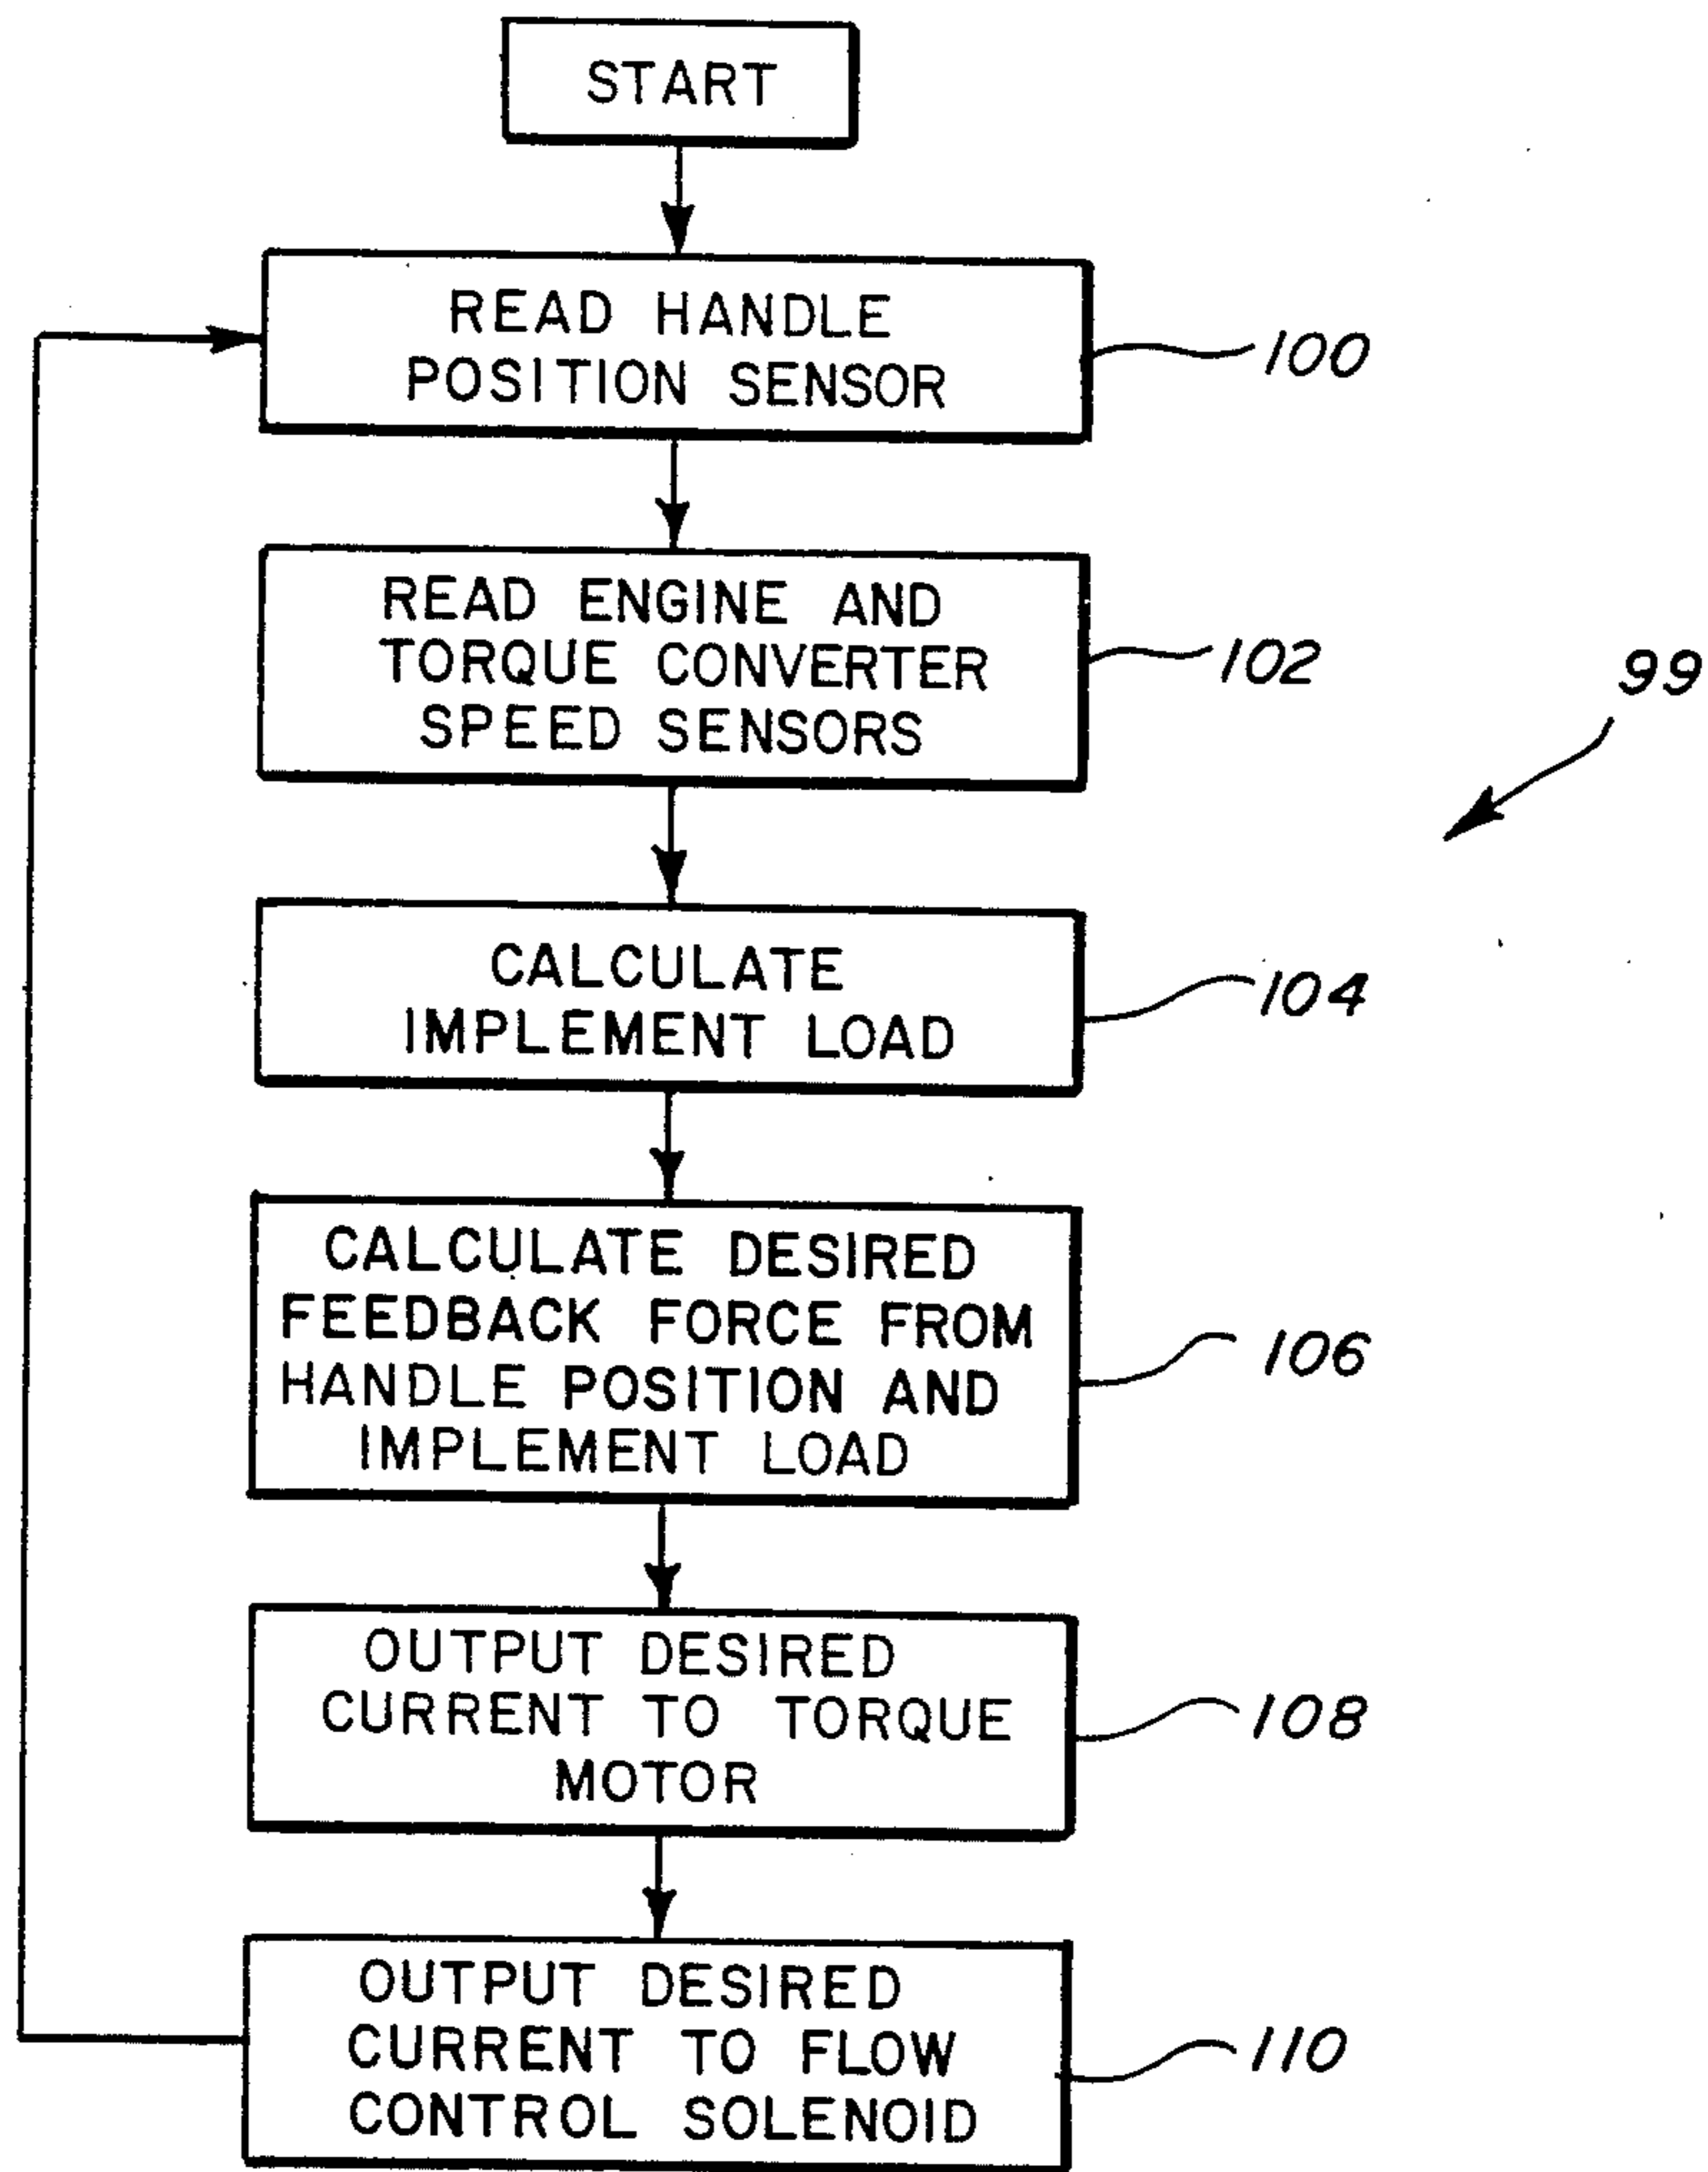 START
READ HANDLE
POSITION SENSOR
100
READ ENGINE AND
TORQUE CONVERTER
SPEED SENSORS
102
99
CALCULATE
IMPLEMENT LOAD
104
CALCULATE DESIRED
FEEDBACK FORCE FROM
HANDLE POSITION AND
IMPLEMENT LOAD
106
OUTPUT DESIRED
CURRENT TO TORQUE
MOTOR
108
OUTPUT DESIRED
CURRENT TO FLOW
CONTROL SOLENOID
110